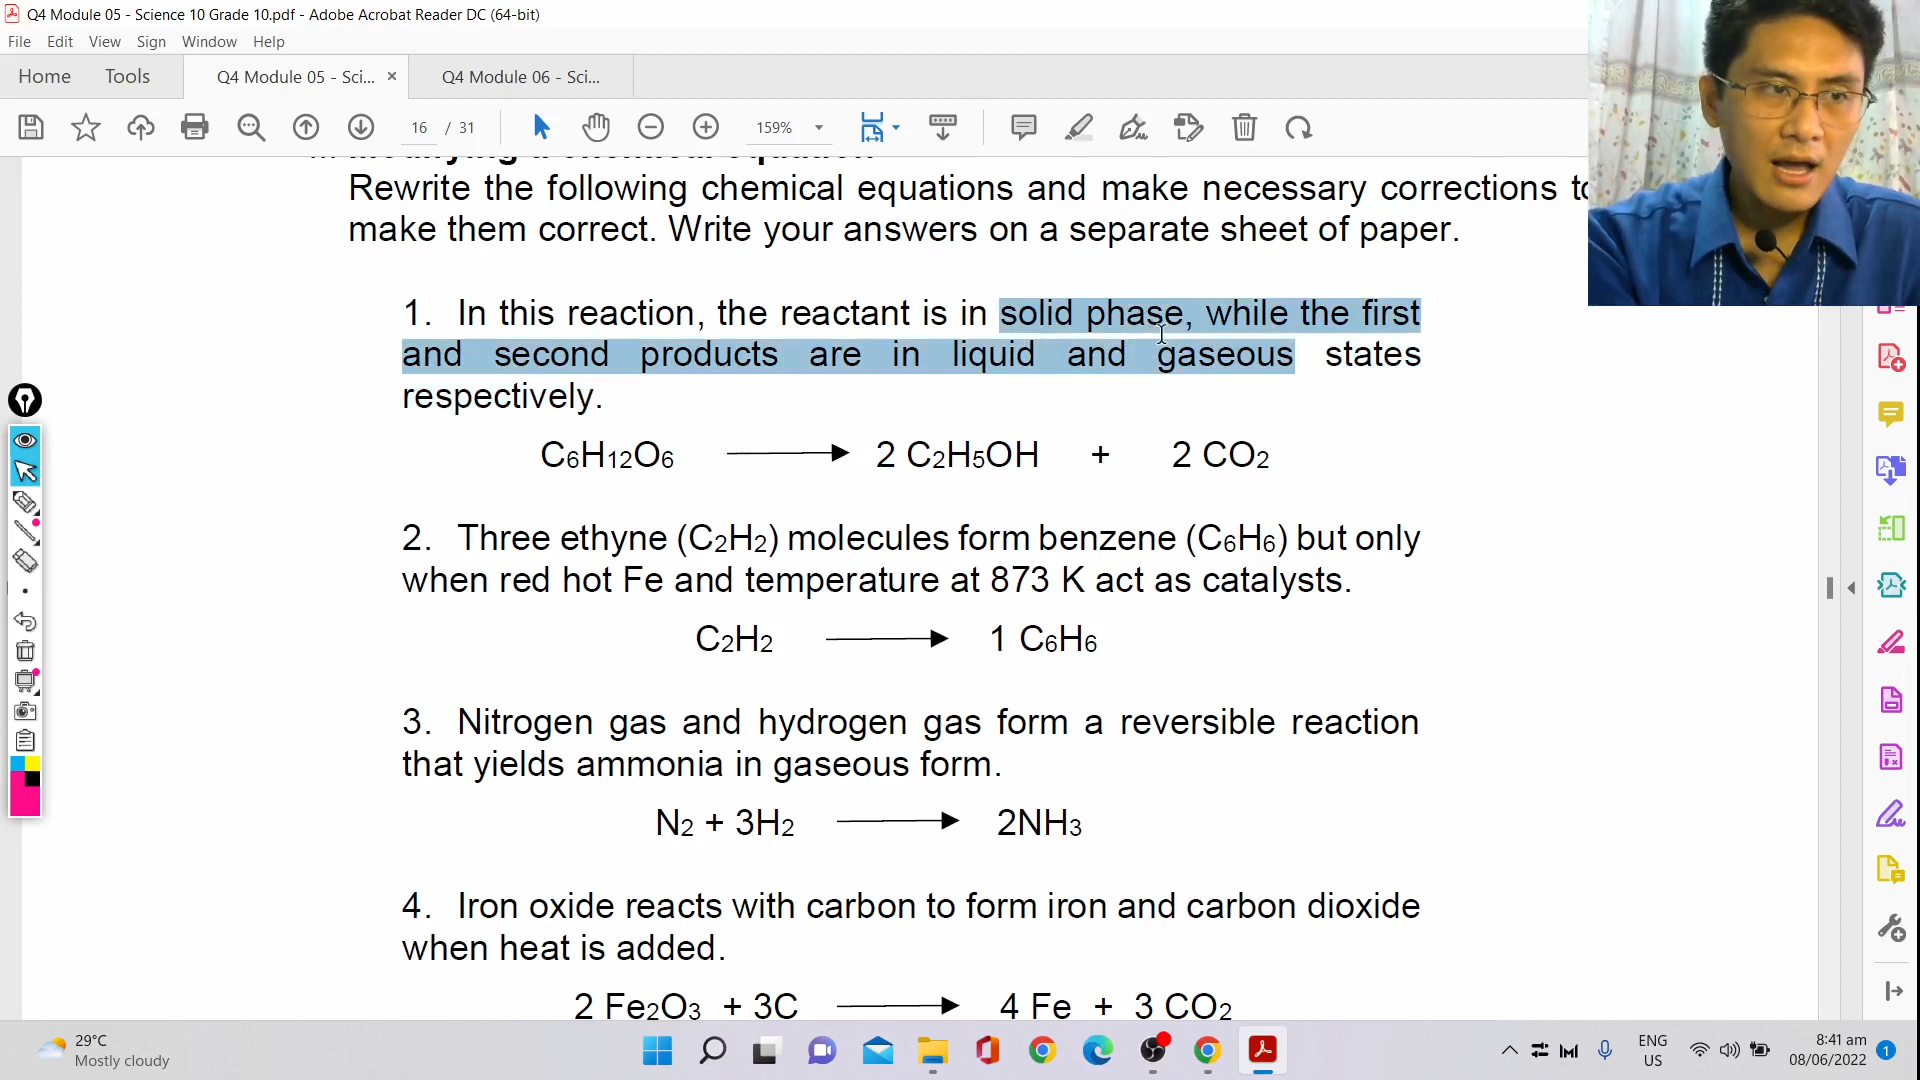 Q4 Module 05 - Science 10 Grade 10.pdf - Adobe Acrobat Reader DC (64-bit)
File Edit View Sign Window Help
Home Tools Q4 Module 05 - Sci... × Q4 Module 06 - Sci...
16 / 31 159%
Modifying a chemical equation
Rewrite the following chemical equations and make necessary corrections to
make them correct. Write your answers on a separate sheet of paper.
1. In this reaction, the reactant is in solid phase, while the first
and second products are in liquid and gaseous states
respectively.
C6H12O6 → 2 C2H5OH + 2 CO2
2. Three ethyne (C2H2) molecules form benzene (C6H6) but only
when red hot Fe and temperature at 873 K act as catalysts.
C2H2 → 1 C6H6
3. Nitrogen gas and hydrogen gas form a reversible reaction
that yields ammonia in gaseous form.
N2 + 3H2 → 2NH3
4. Iron oxide reacts with carbon to form iron and carbon dioxide
when heat is added.
2 Fe2O3 + 3C → 4 Fe + 3 CO2
29°C
Mostly cloudy
ENG
US
8:41 am
08/06/2022
1